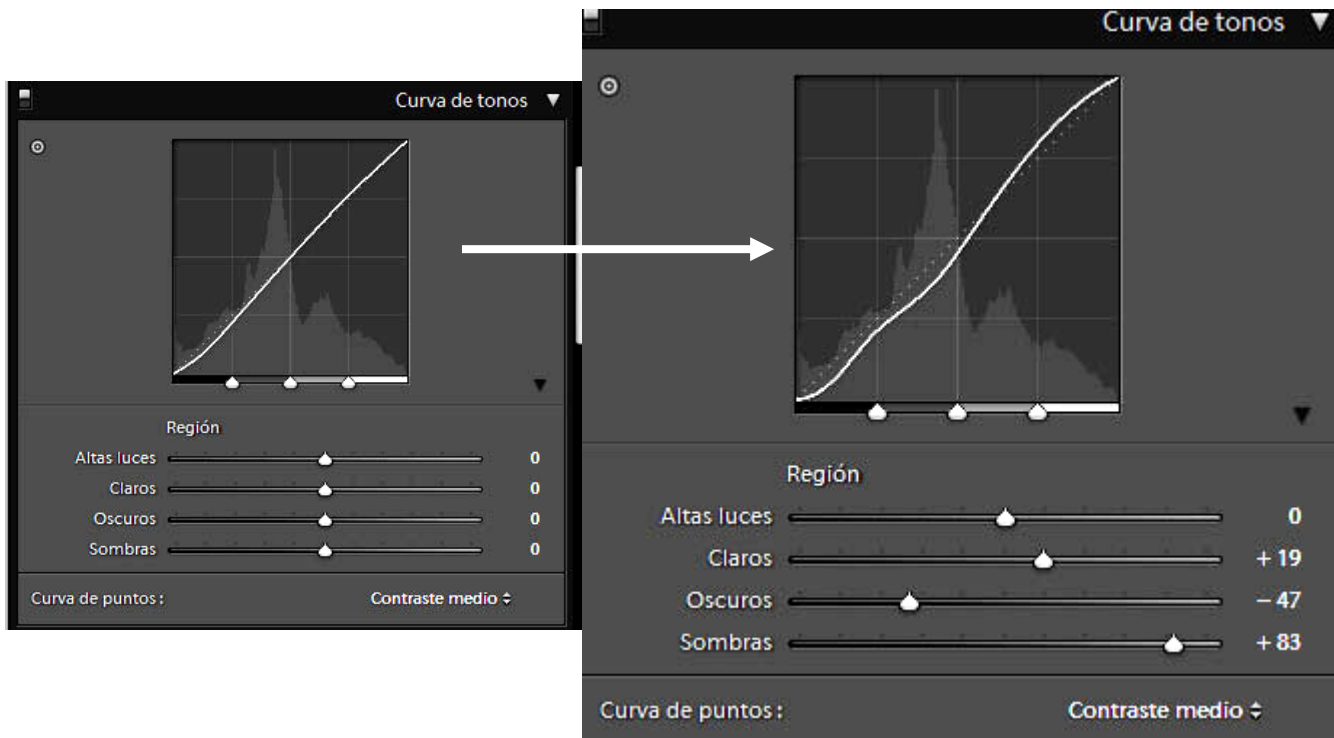 Curva de tonos
Región
Altas luces 0
Claros 0
Oscuros 0
Sombras 0
Curva de puntos: Contraste medio
Curva de tonos
Región
Altas luces 0
Claros + 19
Oscuros – 47
Sombras + 83
Curva de puntos: Contraste medio